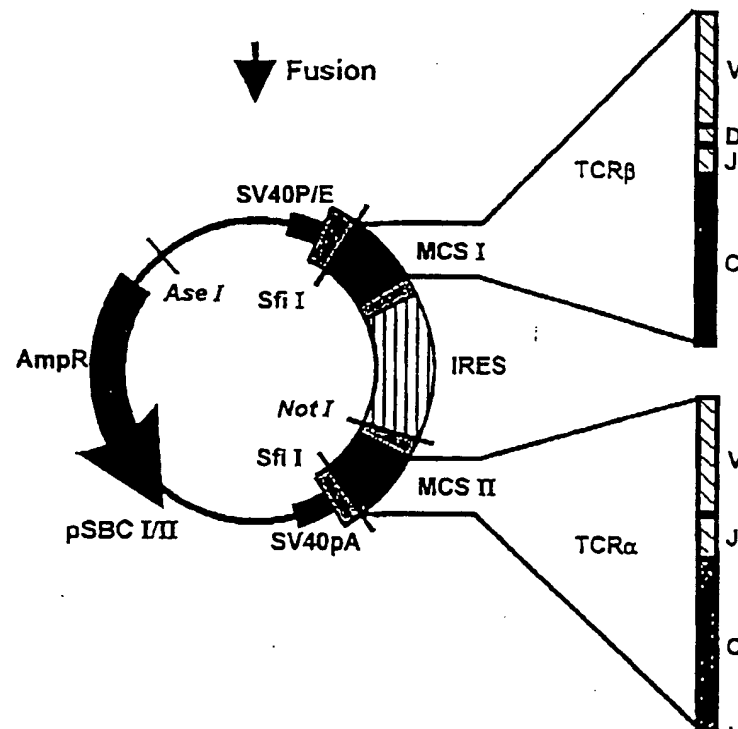 Fusion
V
D
J
TCRβ
SV40P/E
MCS I
Ase I
Sfi I
C
AmpR
IRES
Not I
Sfi I
V
MCS II
pSBC I/II
SV40pA
TCRα
J
C